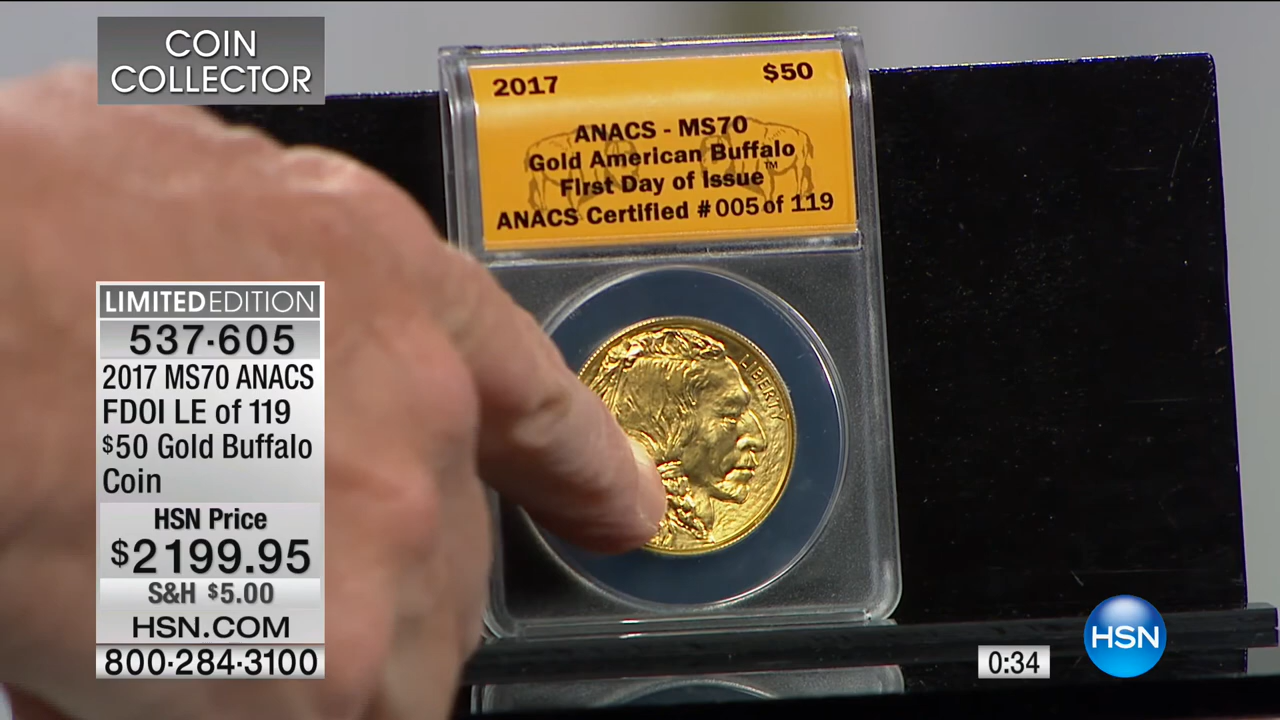 COIN
COLLECTOR
2017 $50
ANACS - MS70
Gold American Buffalo
First Day of Issue™
ANACS Certified #005 of 119
LIBERTY
LIMITED EDITION
537·605
2017 MS70 ANACS
FDOI LE of 119
$50 Gold Buffalo
Coin
HSN Price
$2199.95
S&H $5.00
HSN.COM
800·284·3100
0:34
HSN